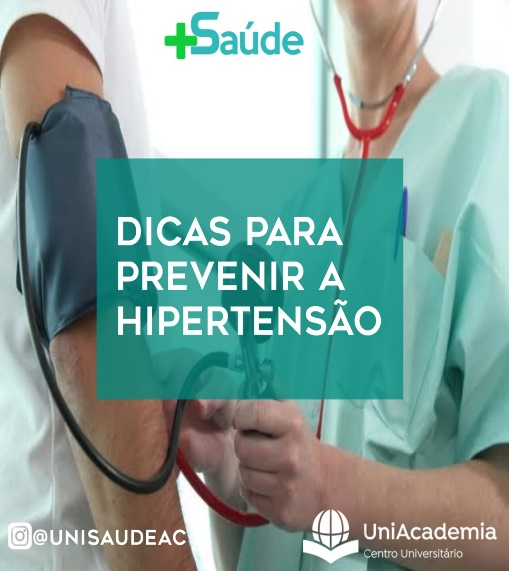 +Saúde
DICAS PARA
PREVENIR A
HIPERTENSÃO
@UNISAUDEAC
UniAcademia
Centro Universitário